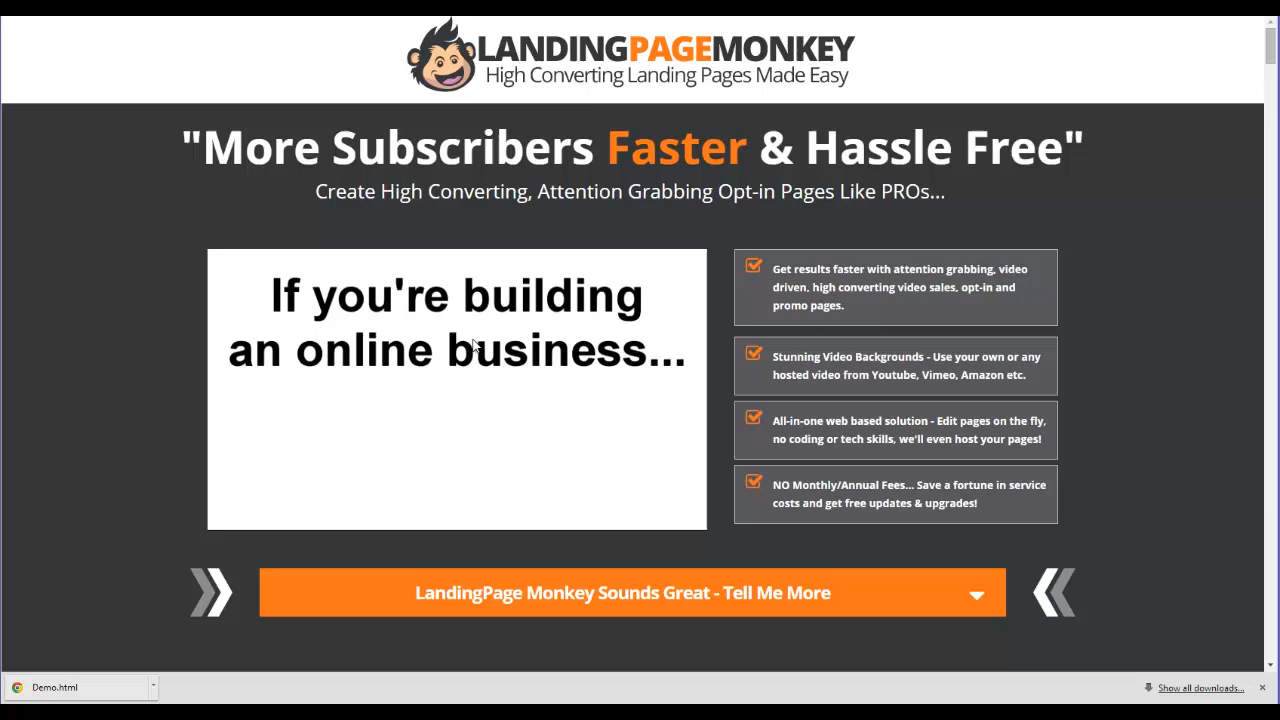 LANDINGPAGEMONKEY
High Converting Landing Pages Made Easy
"More Subscribers Faster & Hassle Free"
Create High Converting, Attention Grabbing Opt-in Pages Like PROs...
If you're building
an online business...
Get results faster with attention grabbing, video
driven, high converting video sales, opt-in and
promo pages.
Stunning Video Backgrounds - Use your own or any
hosted video from Youtube, Vimeo, Amazon etc.
All-in-one web based solution - Edit pages on the fly,
no coding or tech skills, we'll even host your pages!
NO Monthly/Annual Fees... Save a fortune in service
costs and get free updates & upgrades!
LandingPage Monkey Sounds Great - Tell Me More
Demo.html
Show all downloads...